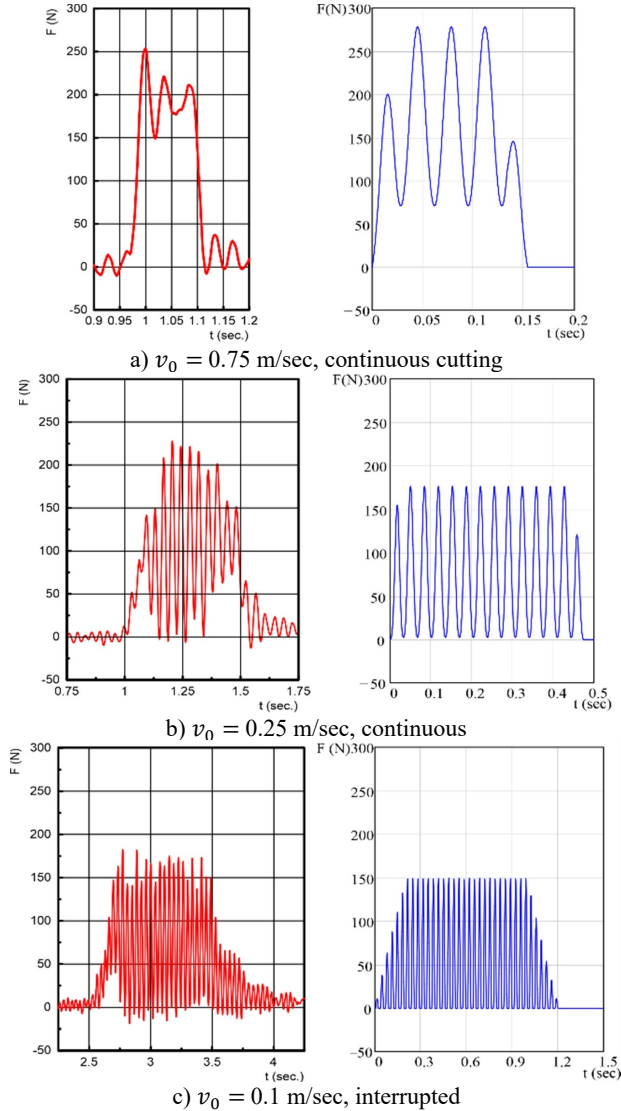 F (N)
300
250
200
150
100
50
0
-50
0.9 0.95 1 1.05 1.1 1.15 1.2
t (sec.)
F(N)300
250
200
150
100
50
0
−50
0 0.05 0.1 0.15 0.2
t (sec)
a) v₀ = 0.75 m/sec, continuous cutting
F (N)
300
250
200
150
100
50
0
-50
0.75 1 1.25 1.5 1.75
t (sec.)
F(N)300
250
200
150
100
50
0
−50
0 0.1 0.2 0.3 0.4 0.5
t (sec)
b) v₀ = 0.25 m/sec, continuous
F (N)
300
250
200
150
100
50
0
-50
2.5 3 3.5 4
t (sec.)
F (N)300
250
200
150
100
50
0
−50
0 0.3 0.6 0.9 1.2 1.5
t (sec)
c) v₀ = 0.1 m/sec, interrupted